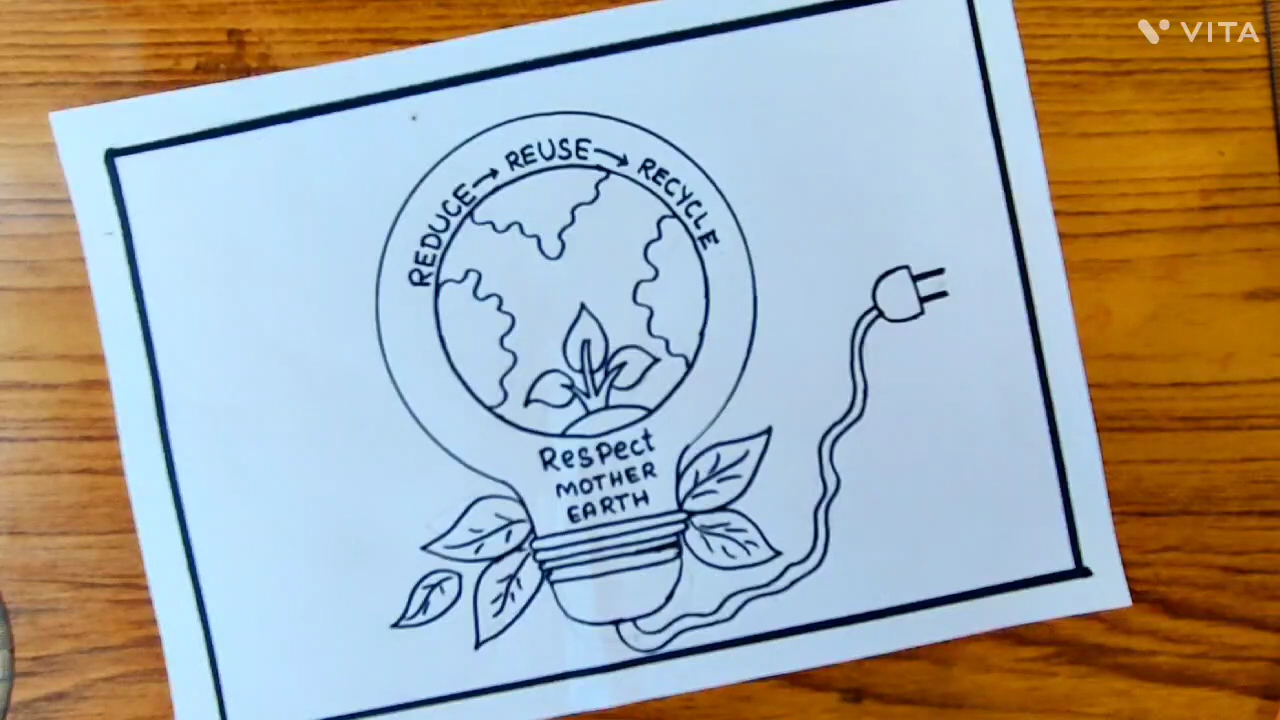 VITA
REDUCE → REUSE → RECYCLE
Respect
MOTHER
EARTH